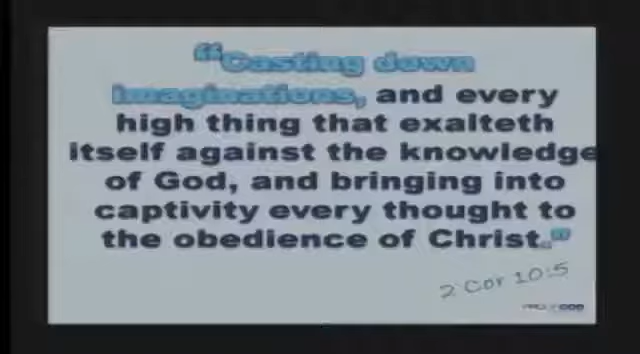 “Casting down
imaginations, and every
high thing that exalteth
itself against the knowledge
of God, and bringing into
captivity every thought to
the obedience of Christ.”
2 Cor 10:5